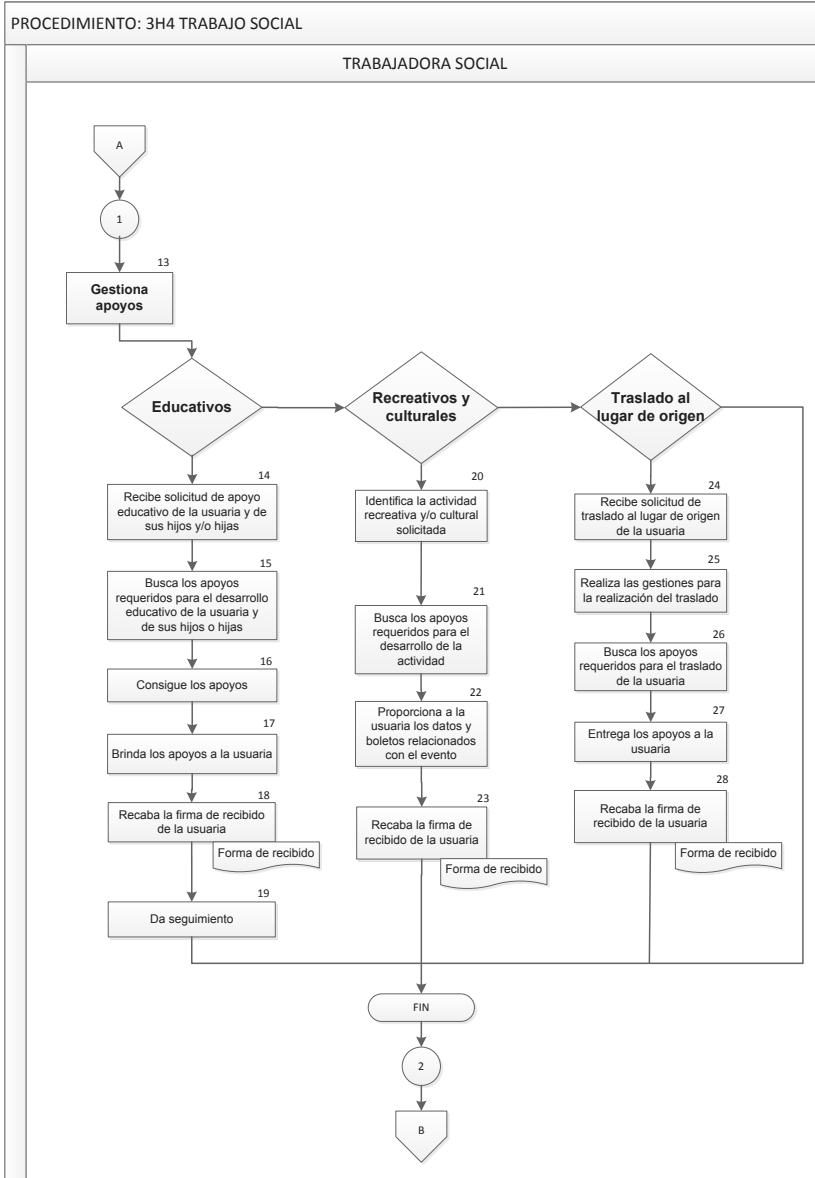 PROCEDIMIENTO: 3H4 TRABAJO SOCIAL
TRABAJADORA SOCIAL
A
1
13
Gestiona
apoyos
Educativos
14
Recibe solicitud de apoyo
educativo de la usuaria y de
sus hijos y/o hijas
15
Busca los apoyos
requeridos para el desarrollo
educativo de la usuaria y
de sus hijos o hijas
16
Consigue los apoyos
17
Brinda los apoyos a la usuaria
18
Recaba la firma de recibido
de la usuaria
Forma de recibido
19
Da seguimiento
Recreativos y
culturales
20
Identifica la actividad
recreativa y/o cultural
solicitada
21
Busca los apoyos
requeridos para el
desarrollo de la
actividad
22
Proporciona a la
usuaria los datos y
boletos relacionados
con el evento
23
Recaba la firma de
recibido de la usuaria
Forma de recibido
Traslado al
lugar de origen
24
Recibe solicitud de
traslado al lugar de origen
de la usuaria
25
Realiza las gestiones para
la realización del traslado
26
Busca los apoyos
requeridos para el traslado
de la usuaria
27
Entrega los apoyos a la
usuaria
28
Recaba la firma de
recibido de la usuaria
Forma de recibido
FIN
2
B